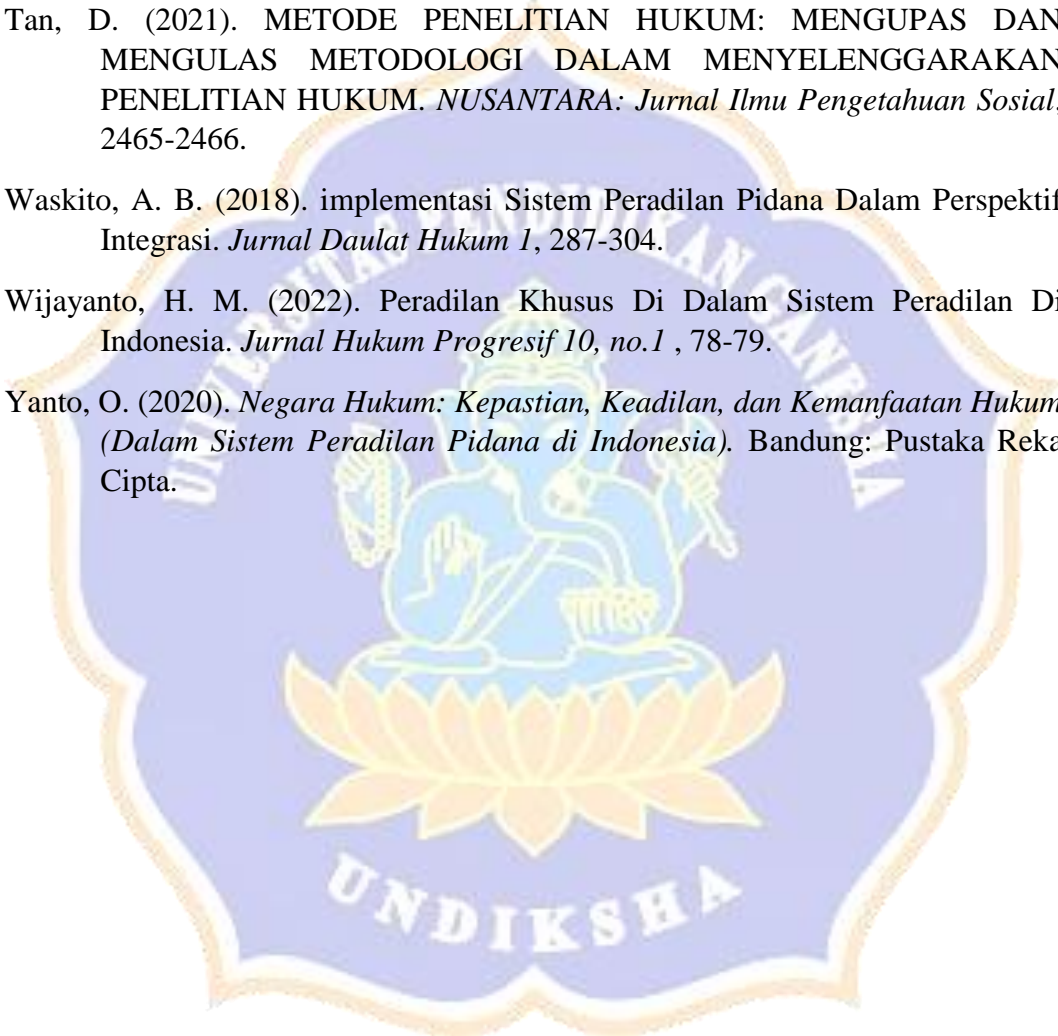 Tan, D. (2021). METODE PENELITIAN HUKUM: MENGUPAS DAN
MENGULAS METODOLOGI DALAM MENYELENGGARAKAN
PENELITIAN HUKUM. NUSANTARA: Jurnal Ilmu Pengetahuan Sosial,
2465-2466.
Waskito, A. B. (2018). implementasi Sistem Peradilan Pidana Dalam Perspektif
Integrasi. Jurnal Daulat Hukum 1, 287-304.
Wijayanto, H. M. (2022). Peradilan Khusus Di Dalam Sistem Peradilan Di
Indonesia. Jurnal Hukum Progresif 10, no.1 , 78-79.
Yanto, O. (2020). Negara Hukum: Kepastian, Keadilan, dan Kemanfaatan Hukum
(Dalam Sistem Peradilan Pidana di Indonesia). Bandung: Pustaka Reka
Cipta.
UNIVERSITAS PENDIDIKAN GANESHA
UNDIKSHA